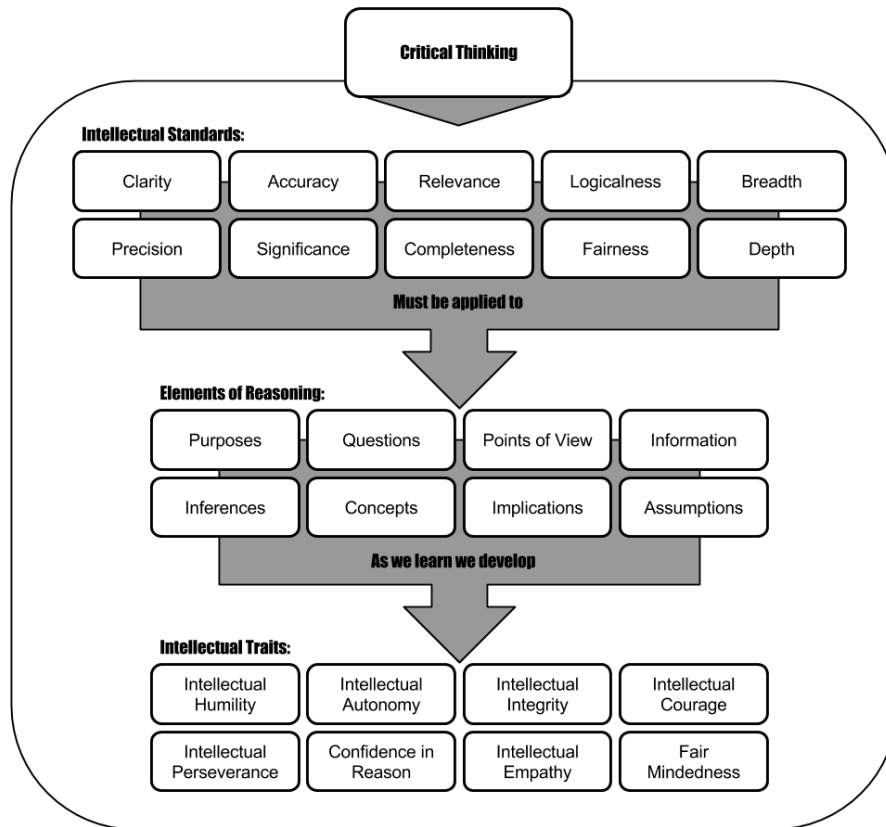 Critical Thinking
Intellectual Standards:
Clarity
Accuracy
Relevance
Logicalness
Breadth
Precision
Significance
Completeness
Fairness
Depth
Must be applied to
Elements of Reasoning:
Purposes
Questions
Points of View
Information
Inferences
Concepts
Implications
Assumptions
As we learn we develop
Intellectual Traits:
Intellectual
Humility
Intellectual
Autonomy
Intellectual
Integrity
Intellectual
Courage
Intellectual
Perseverance
Confidence in
Reason
Intellectual
Empathy
Fair
Mindedness